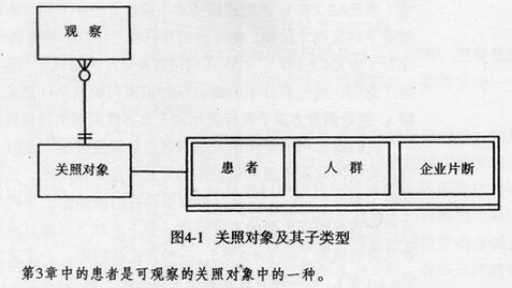 观 察
关照对象
患 者
人 群
企业片断
图4-1 关照对象及其子类型
第3章中的患者是可观察的关照对象中的一种。